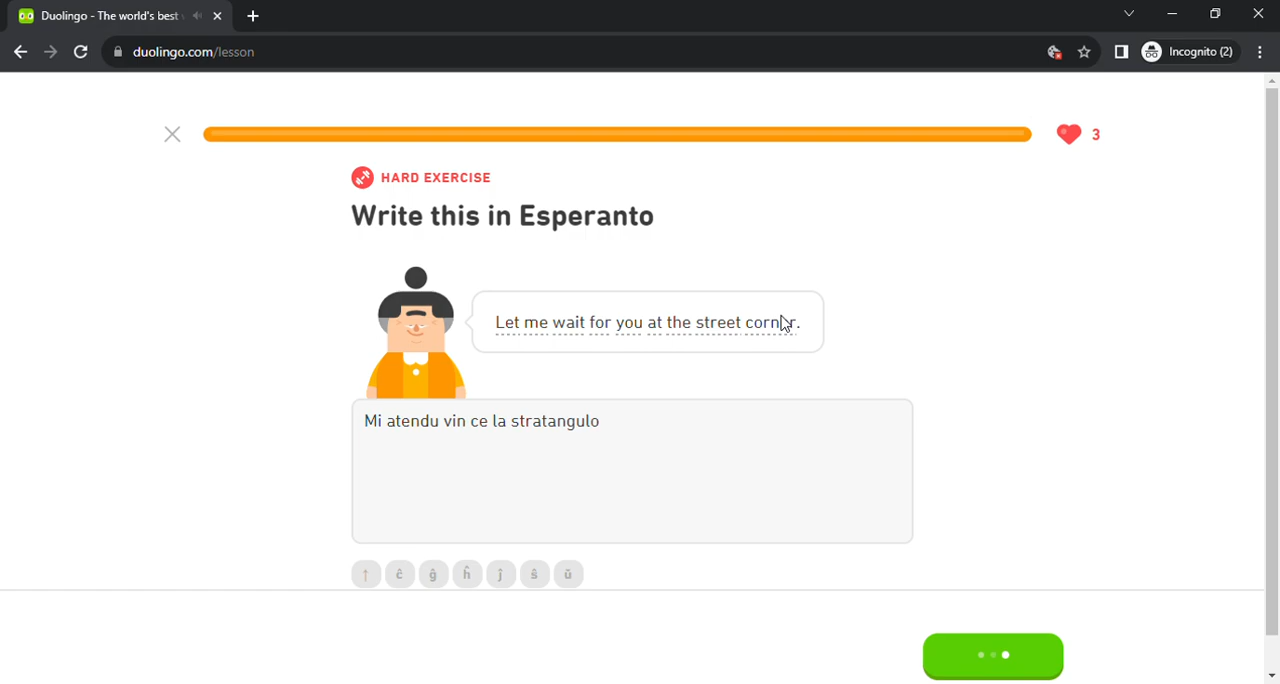 Duolingo - The world's best
duolingo.com/lesson
Incognito (2)
3
HARD EXERCISE
Write this in Esperanto
Let me wait for you at the street corner.
Mi atendu vin ce la stratangulo
↑ ĉ ĝ ĥ ĵ ŝ ŭ